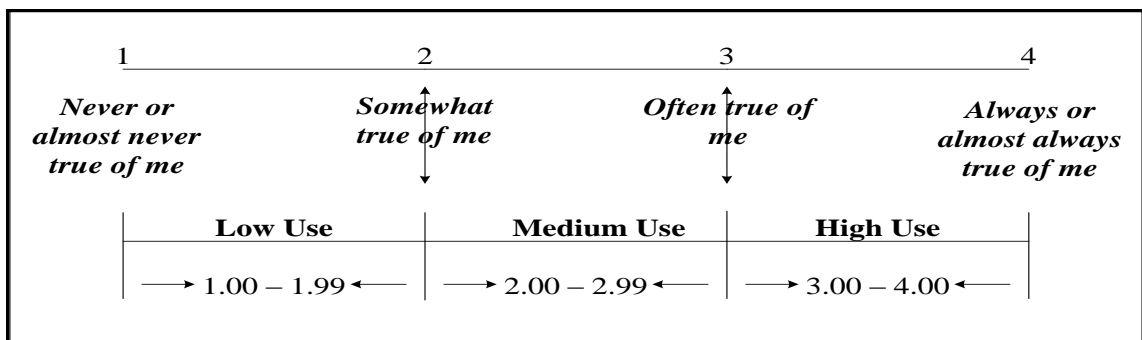 1 2 3 4
Never or almost never true of me
Somewhat true of me
Often true of me
Always or almost always true of me
Low Use Medium Use High Use
1.00 – 1.99 2.00 – 2.99 3.00 – 4.00